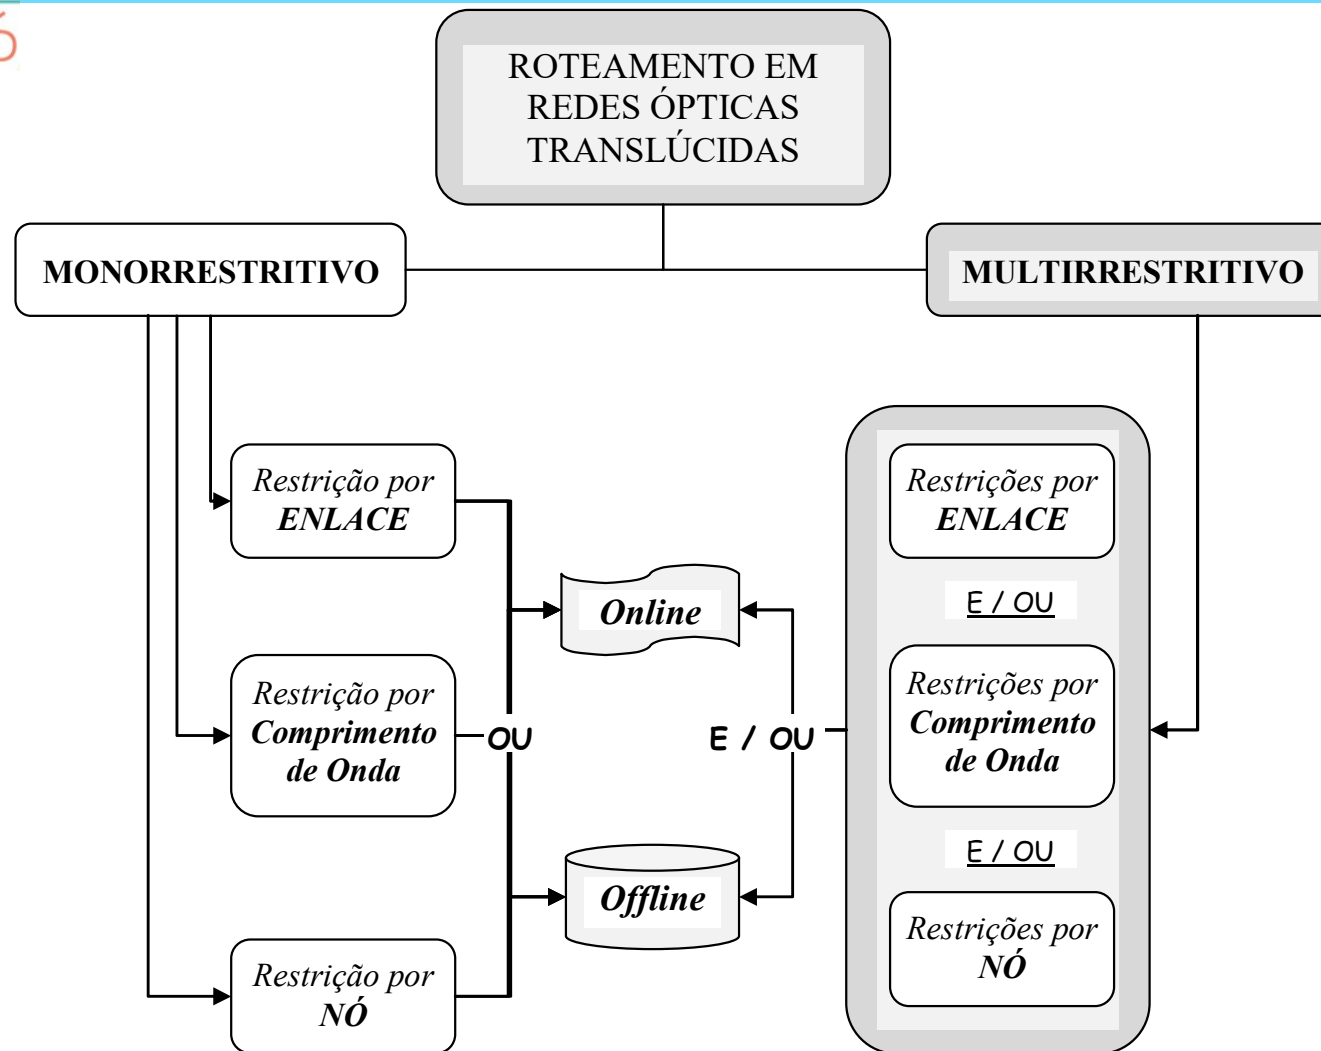 ROTEAMENTO EM
REDES ÓPTICAS
TRANSLÚCIDAS
MONORRESTRITIVO
MULTIRRESTRITIVO
Restrição por
ENLACE
Restrição por
Comprimento
de Onda
Restrição por
NÓ
OU
Online
Offline
E / OU
Restrições por
ENLACE
E / OU
Restrições por
Comprimento
de Onda
E / OU
Restrições por
NÓ